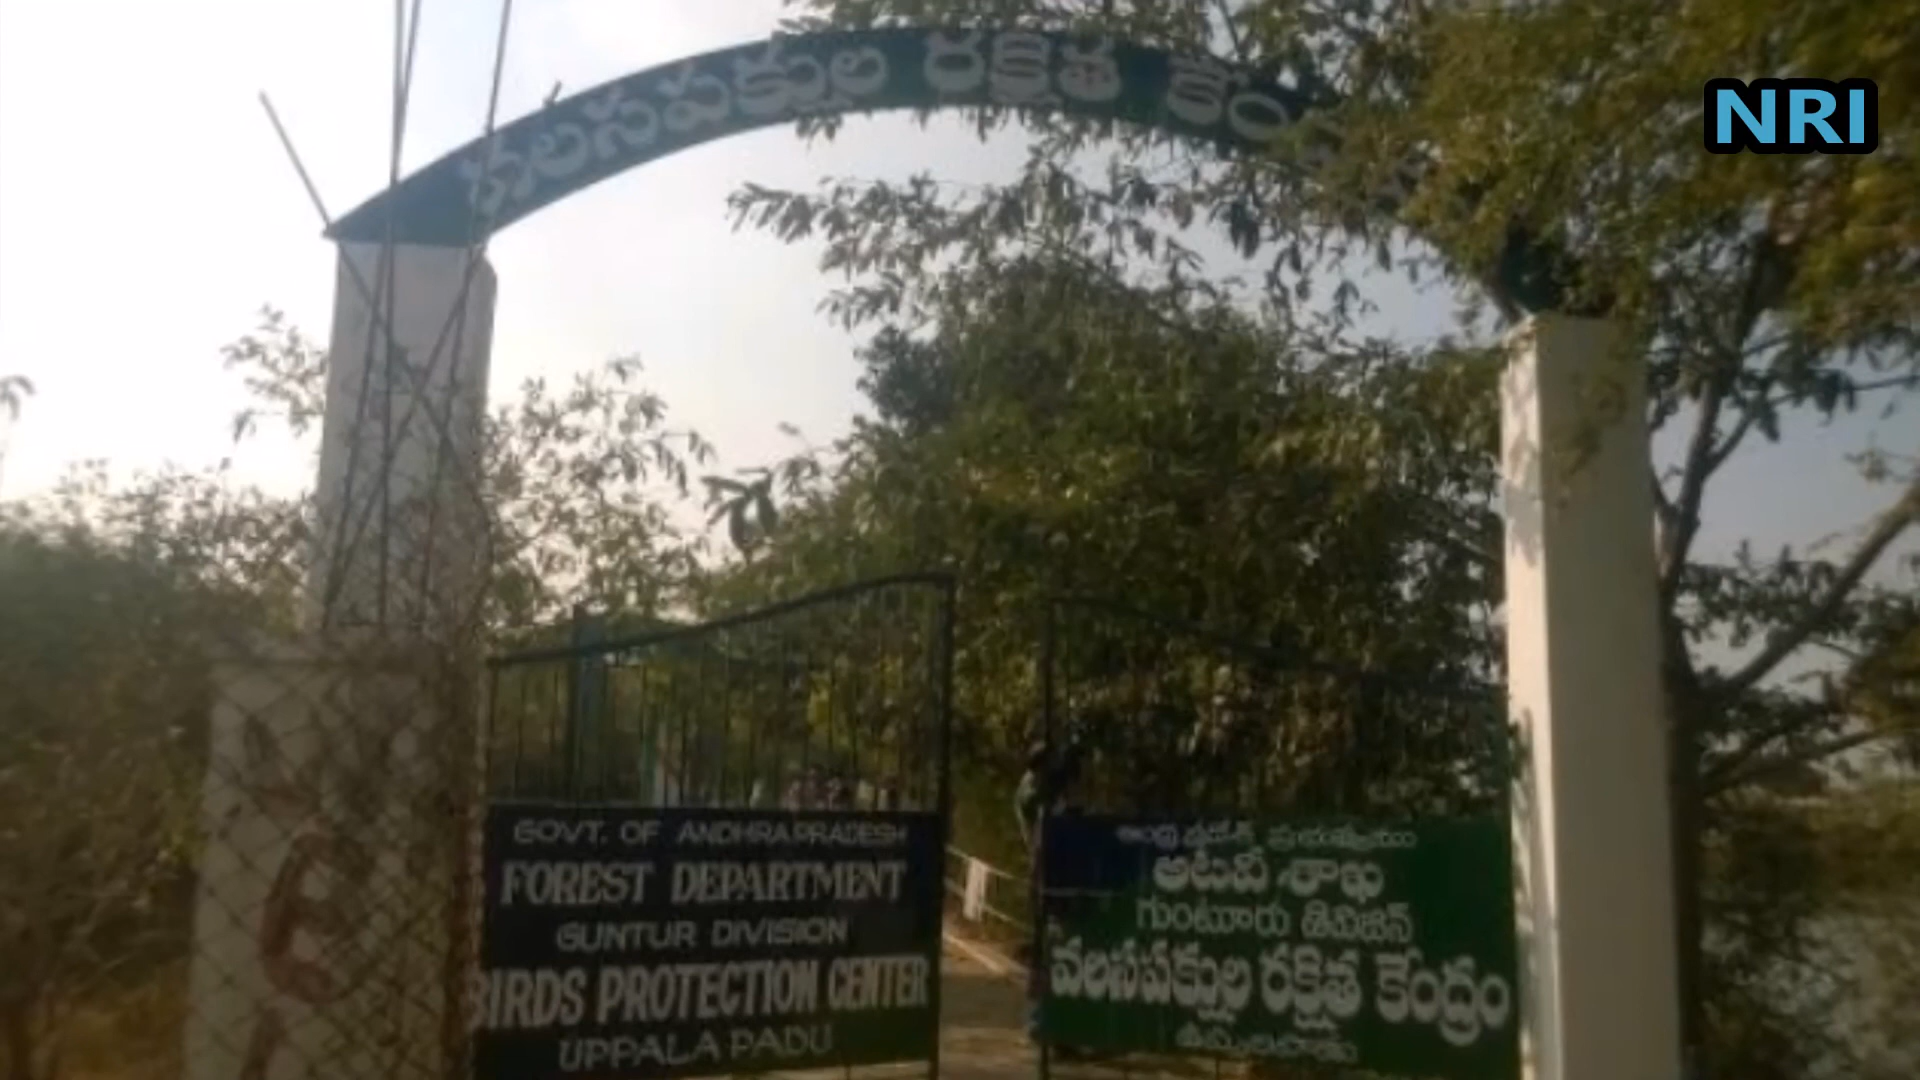 వలసపక్షుల రక్షిత కేం
NRI
GOVT. OF ANDHRA PRADESH
FOREST DEPARTMENT
GUNTUR DIVISION
BIRDS PROTECTION CENTER
UPPALA PADU
అటవీ శాఖ
గుంటూరు డివిజన్
వలసపక్షుల రక్షిత కేంద్రం